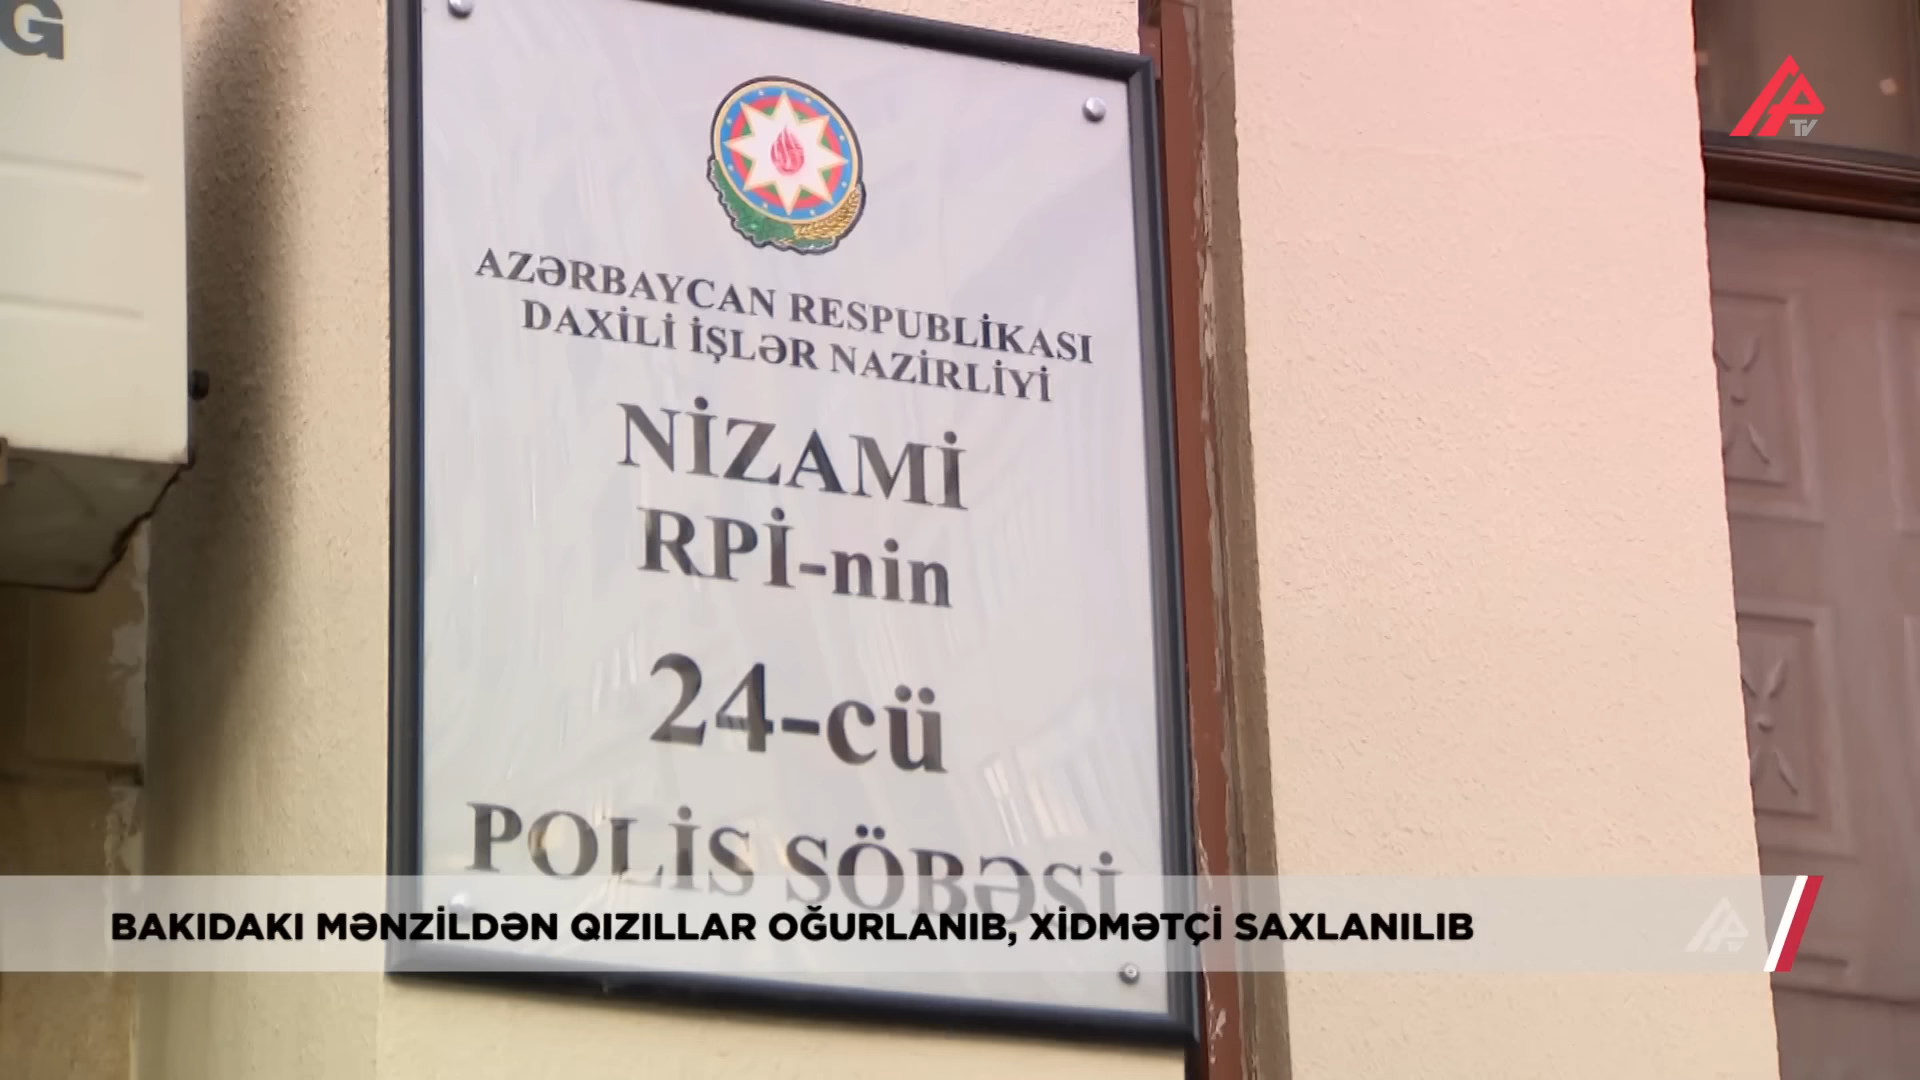 G
TV
AZƏRBAYCAN RESPUBLİKASI
DAXİLİ İŞLƏR NAZİRLİYİ
NİZAMİ
RPİ-nin
24-cü
POLİS ŞÖBƏSİ
BAKIDAKI MƏNZİLDƏN QIZILLAR OĞURLANIB, XİDMƏTÇİ SAXLANILIB